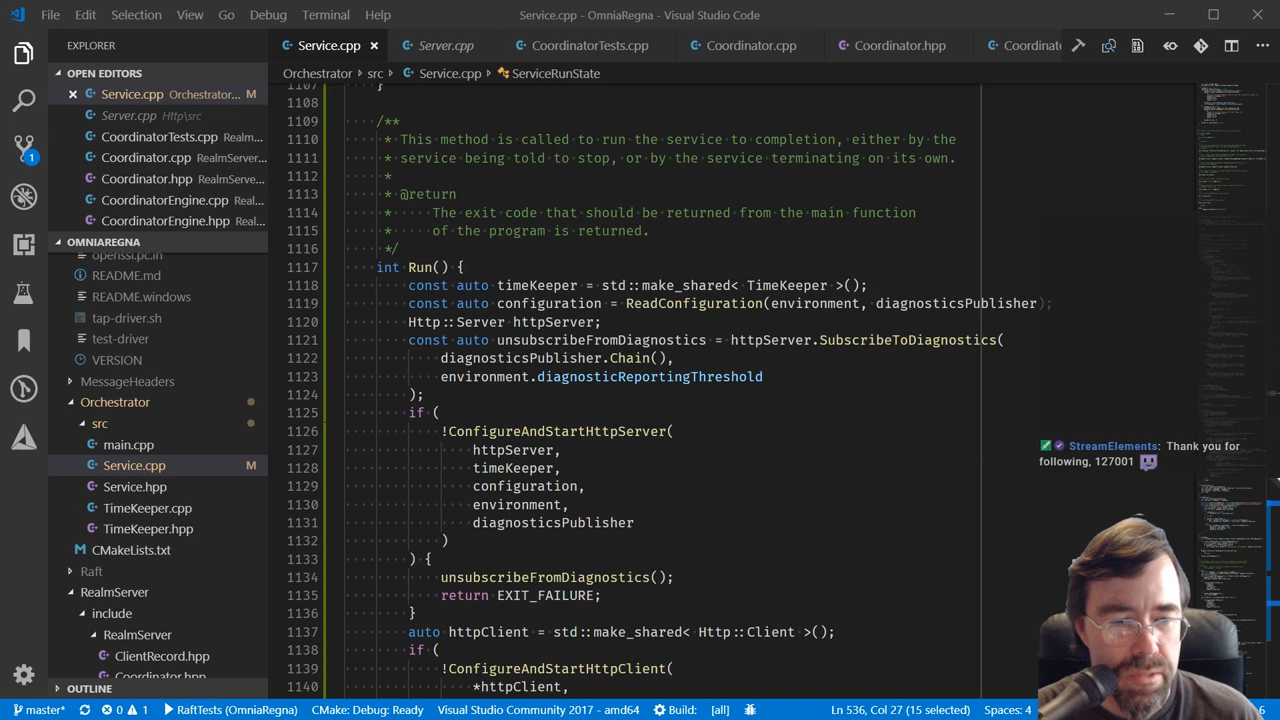 File Edit Selection View Go Debug Terminal Help
Service.cpp - OmniaRegna - Visual Studio Code
EXPLORER
OPEN EDITORS
Service.cpp Orchestrator... M
Server.cpp Http\src
CoordinatorTests.cpp Realm...
Coordinator.cpp RealmServer...
Coordinator.hpp RealmServe...
CoordinatorEngine.cpp Re...
CoordinatorEngine.hpp Re...
OMNIAREGNA
openssl.pc.in
README.md
README.windows
tap-driver.sh
test-driver
VERSION
MessageHeaders
Orchestrator
src
main.cpp
Service.cpp M
Service.hpp
TimeKeeper.cpp
TimeKeeper.hpp
CMakeLists.txt
Raft
RealmServer
include
RealmServer
ClientRecord.hpp
Coordinator.hpp
OUTLINE
1
Service.cpp Server.cpp CoordinatorTests.cpp Coordinator.cpp Coordinator.hpp Coordinat
Orchestrator src Service.cpp ServiceRunState
1107 }
1108
1109 /**
1110 * This method is called to run the service to completion, either by the
1111 * service being told to stop, or by the service terminating on its own.
1112 *
1113 * @return
1114 * The exit code that should be returned from the main function
1115 * of the program is returned.
1116 */
1117 int Run() {
1118 const auto timeKeeper = std::make_shared< TimeKeeper >();
1119 const auto configuration = ReadConfiguration(environment, diagnosticsPublisher);
1120 Http::Server httpServer;
1121 const auto unsubscribeFromDiagnostics = httpServer.SubscribeToDiagnostics(
1122 diagnosticsPublisher.Chain(),
1123 environment.diagnosticReportingThreshold
1124 );
1125 if (
1126 !ConfigureAndStartHttpServer(
1127 httpServer,
1128 timeKeeper,
1129 configuration,
1130 environment,
1131 diagnosticsPublisher
1132 )
1133 ) {
1134 unsubscribeFromDiagnostics();
1135 return EXIT_FAILURE;
1136 }
1137 auto httpClient = std::make_shared< Http::Client >();
1138 if (
1139 !ConfigureAndStartHttpClient(
1140 *httpClient,
StreamElements: Thank you for
following, 127001
master* 0 1 RaftTests (OmniaRegna) CMake: Debug: Ready Visual Studio Community 2017 - amd64 Build: [all] Ln 536, Col 27 (15 selected) Spaces: 4